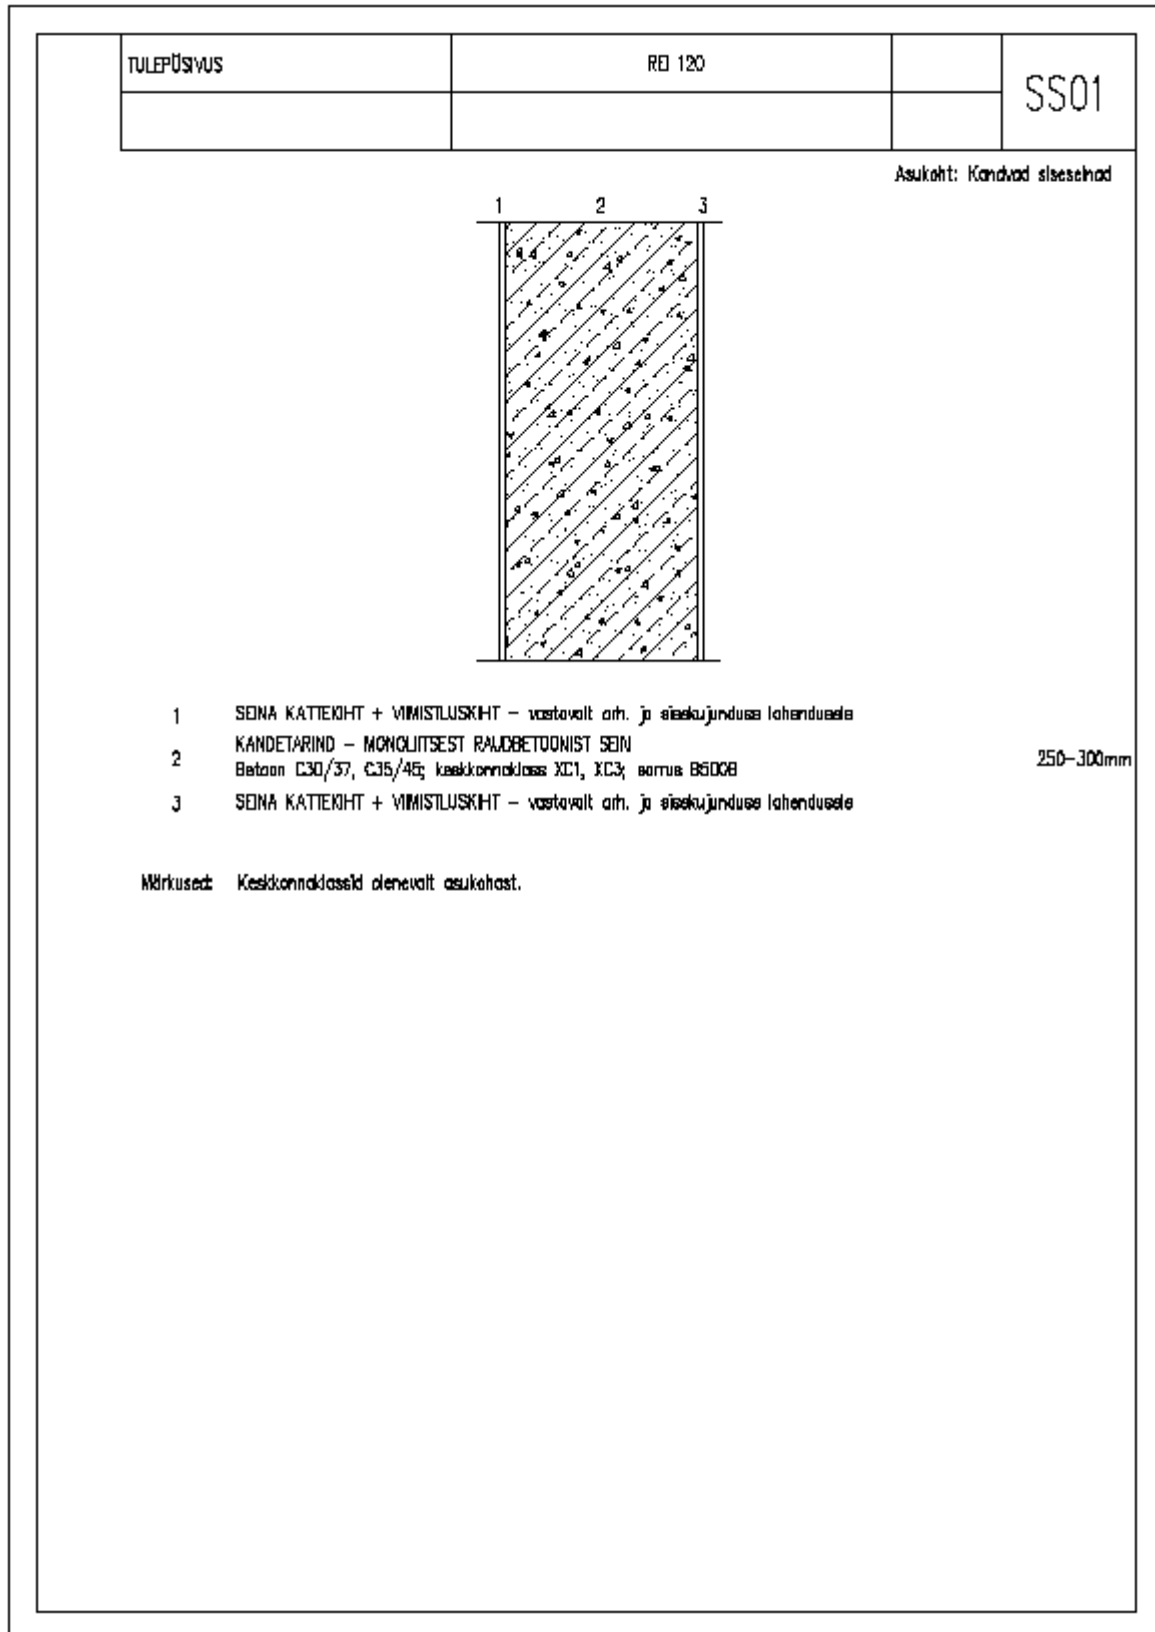 TULEPÜSIVUS REI 120 SS01
Asukoht: Kandvad siseseinad
1 2 3
1 SEINA KATTEKIHT + VIIMISTLUSKIHT – vastavalt arh. ja sisekujunduse lahendusele
2 KANDETARIND – MONOLIITSEST RAUDBETOONIST SEIN
Betoon C30/37, C35/45; keskkonnaklass XC1, XC3; sarrus B500B 250-300mm
3 SEINA KATTEKIHT + VIIMISTLUSKIHT – vastavalt arh. ja sisekujunduse lahendusele
Märkused: Keskkonnaklassid olenevalt asukohast.